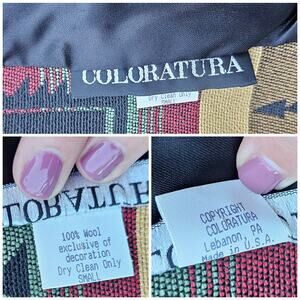 COLORATURA
Dry Clean Only
SMALL
LORATUR
100% Wool
exclusive of
decoration
Dry Clean Only
SMALL
COPYRIGHT
COLORATURA
Lebanon, PA
Made in U.S.A.